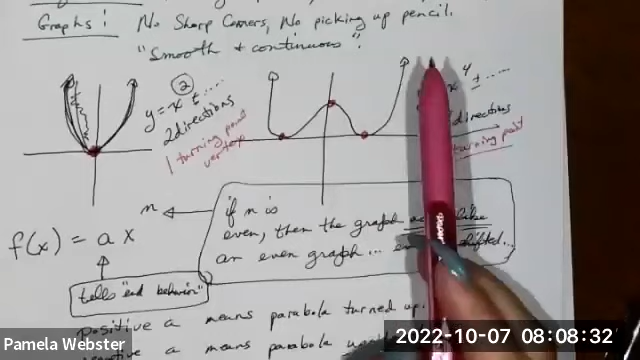 Graphs! No Sharp Corners, No picking up pencil.
"Smooth + continuous".
2
y = x ± .....
2 directions
1 turning point
vertex
x⁴ ± .....
directions
turning point
n
if n is
even, then the graph
an even graph... shifted...
f(x) = a x
tells "end behavior"
positive a means parabola turned up.
a means parabola
Pamela Webster
2022-10-07 08:08:32